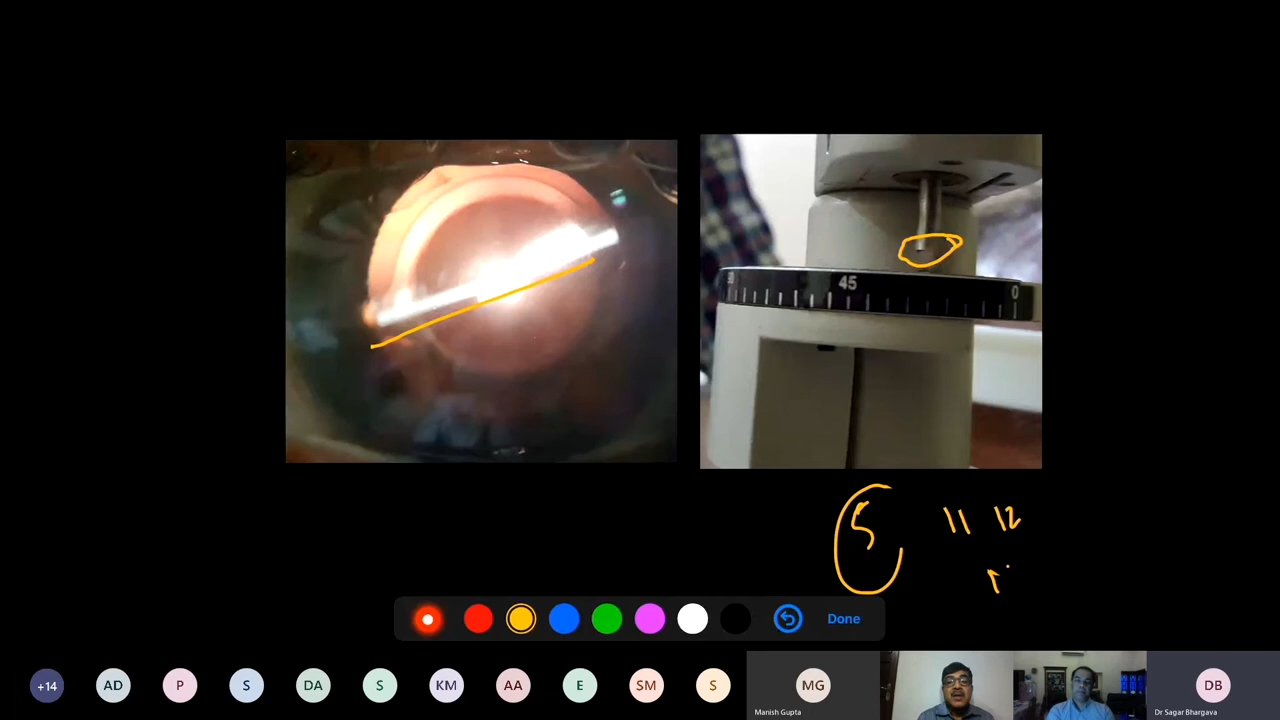 45
0
5 11 12
Done
+14 AD P S DA S KM AA E SM S MG DB
Manish Gupta
Dr Sagar Bhargava